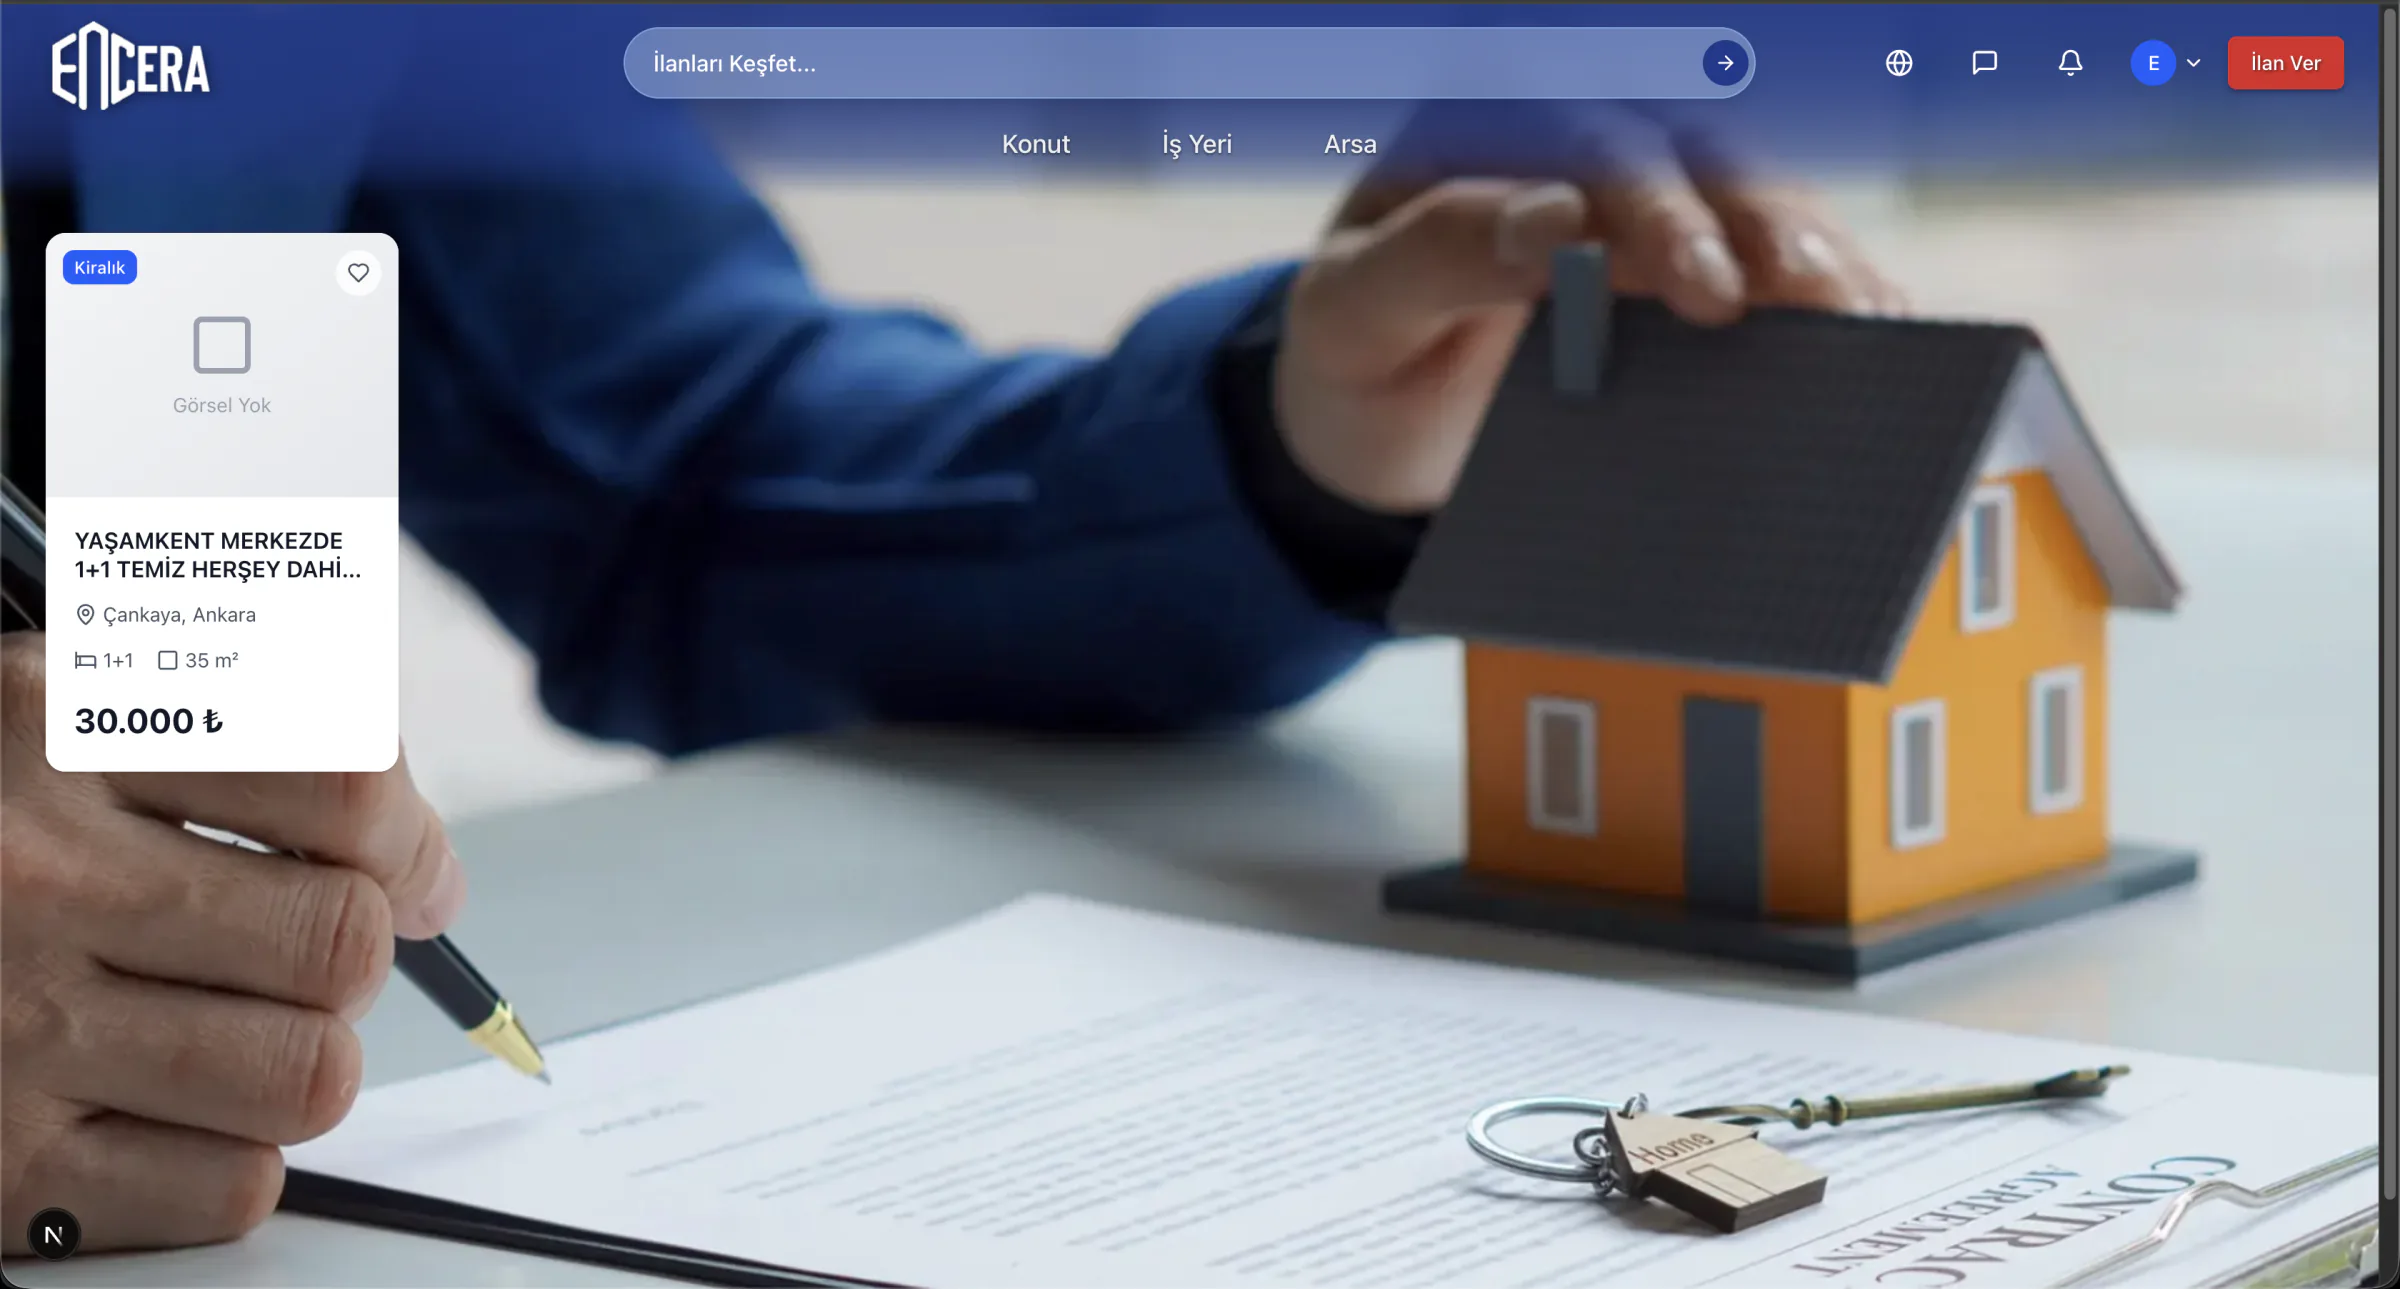 ENCERA
İlanları Keşfet...
E
İlan Ver
Konut
İş Yeri
Arsa
Kiralık
Görsel Yok
YAŞAMKENT MERKEZDE
1+1 TEMİZ HERŞEY DAHİ...
Çankaya, Ankara
1+1
35 m²
30.000 ₺
Home
CONTRAC
AGREEMENT
N